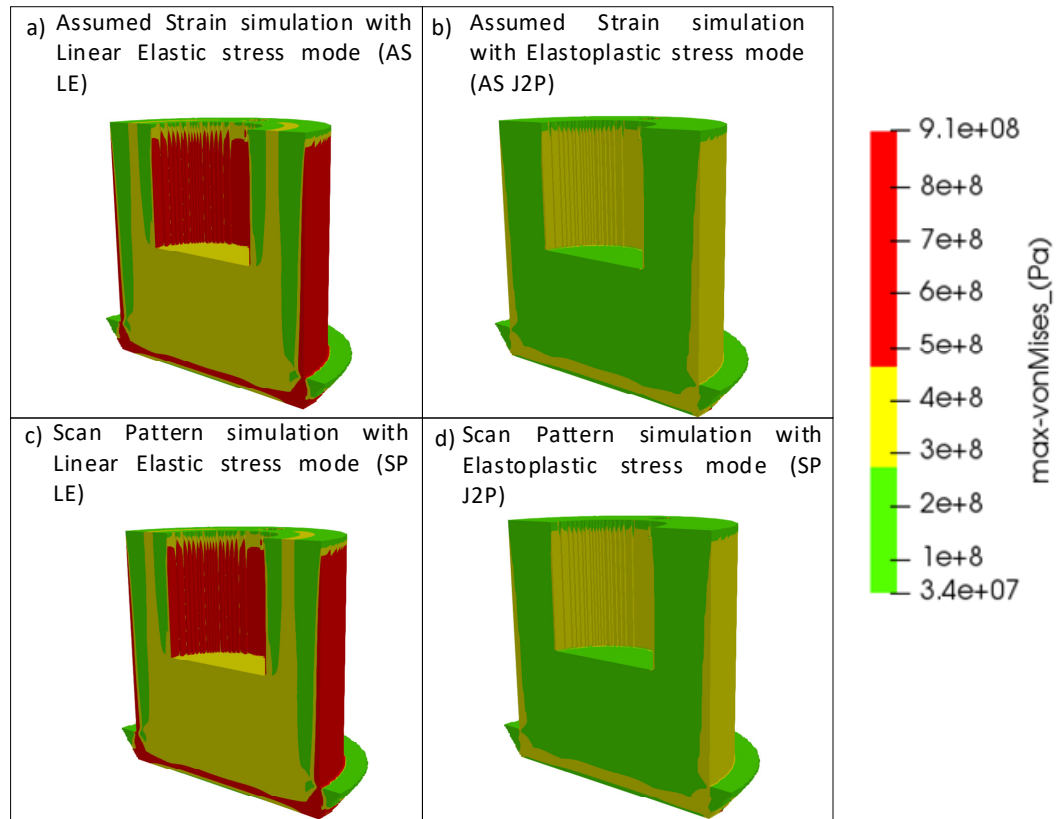 a) Assumed Strain simulation with
Linear Elastic stress mode (AS
LE)
b) Assumed Strain simulation
with Elastoplastic stress mode
(AS J2P)
c) Scan Pattern simulation with
Linear Elastic stress mode (SP
LE)
d) Scan Pattern simulation with
Elastoplastic stress mode (SP
J2P)
9.1e+08
8e+8
7e+8
6e+8
5e+8
4e+8
3e+8
2e+8
1e+8
3.4e+07
max-vonMises_(Pa)